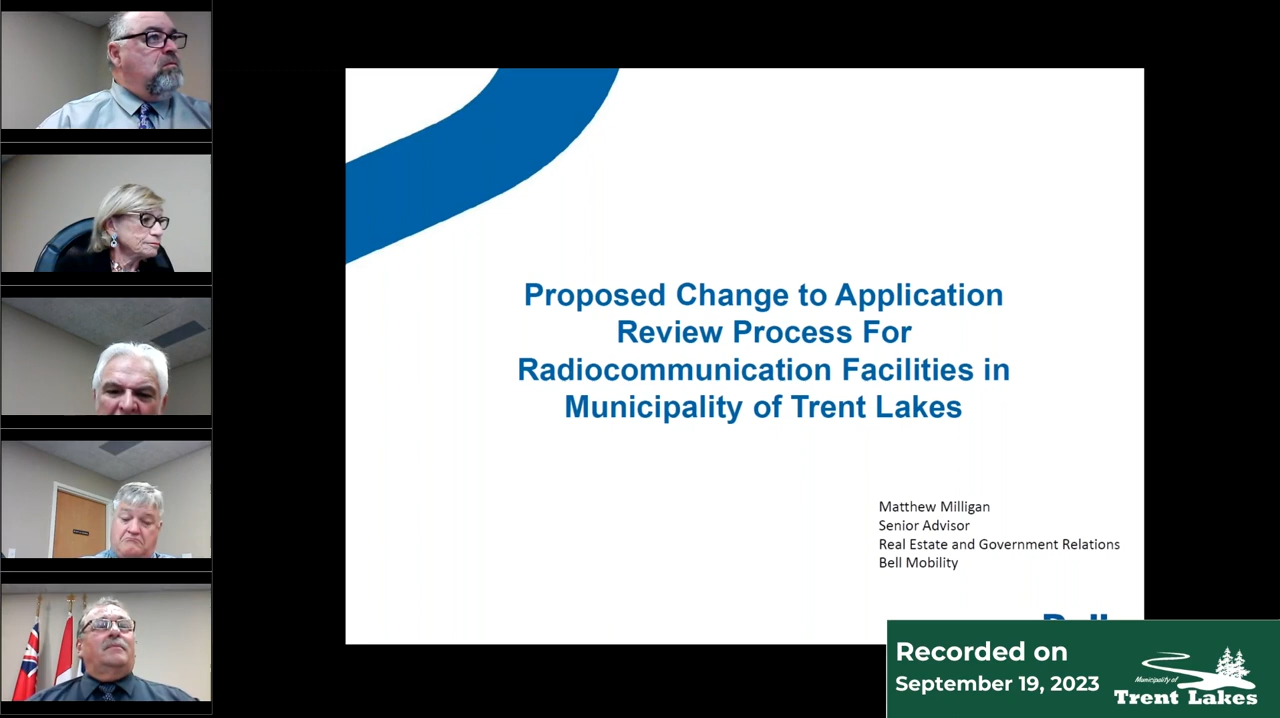 Proposed Change to Application
Review Process For
Radiocommunication Facilities in
Municipality of Trent Lakes
Matthew Milligan
Senior Advisor
Real Estate and Government Relations
Bell Mobility
Recorded on
September 19, 2023
Municipality of
Trent Lakes